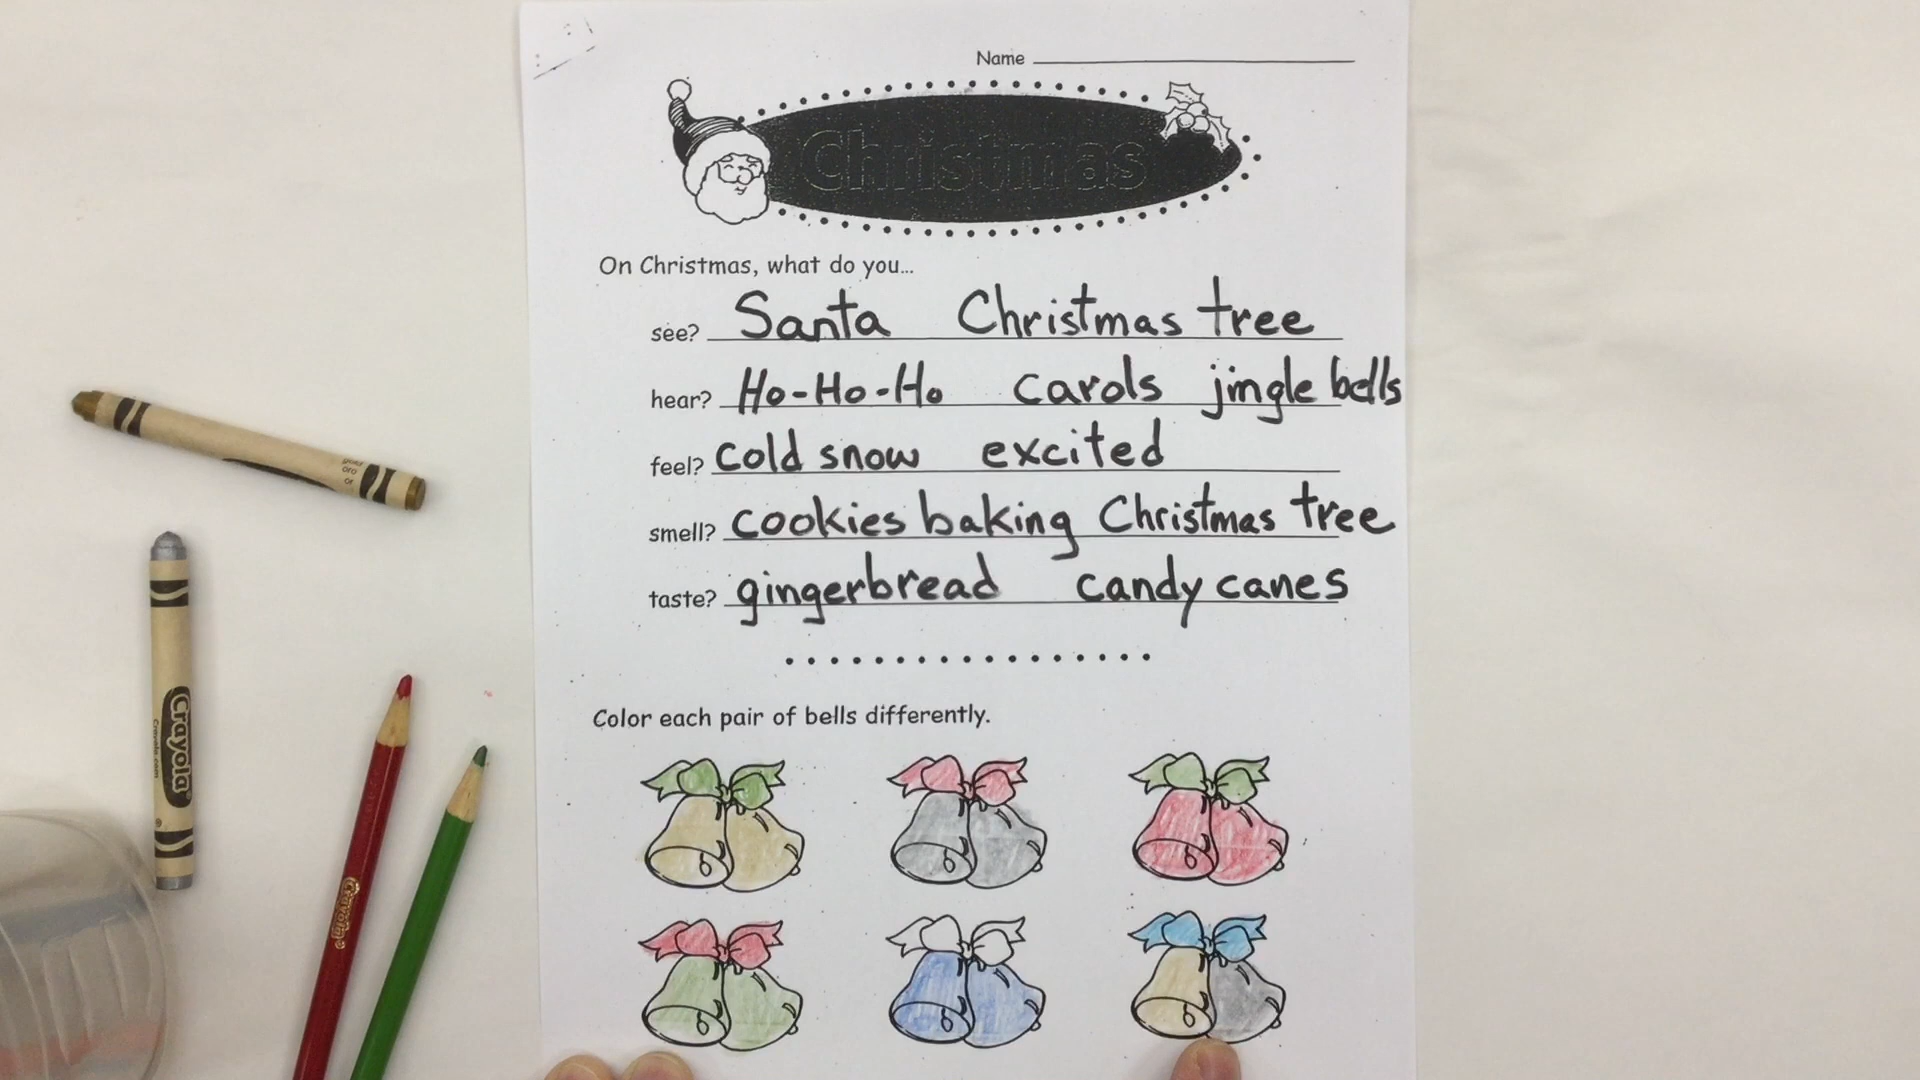 Name
Christmas
On Christmas, what do you...
see? Santa Christmas tree
hear? Ho-Ho-Ho carols jingle bells
feel? cold snow excited
smell? cookies baking Christmas tree
taste? gingerbread candy canes
Color each pair of bells differently.
Crayola
Crayola.com
Crayola